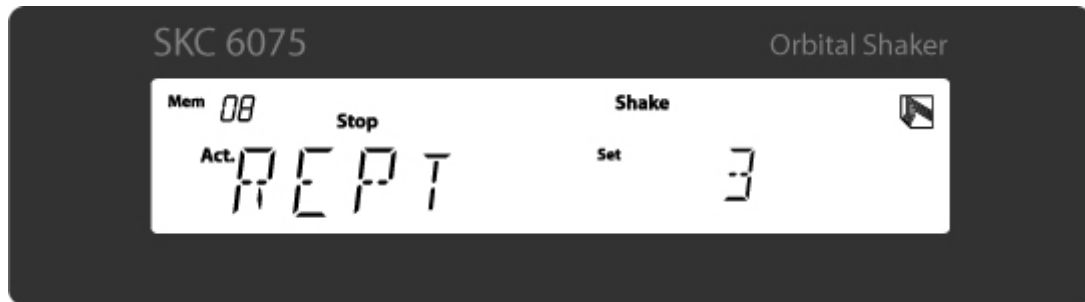 SKC 6075 Orbital Shaker
Mem 08 Stop Shake
Act. REPT Set 3